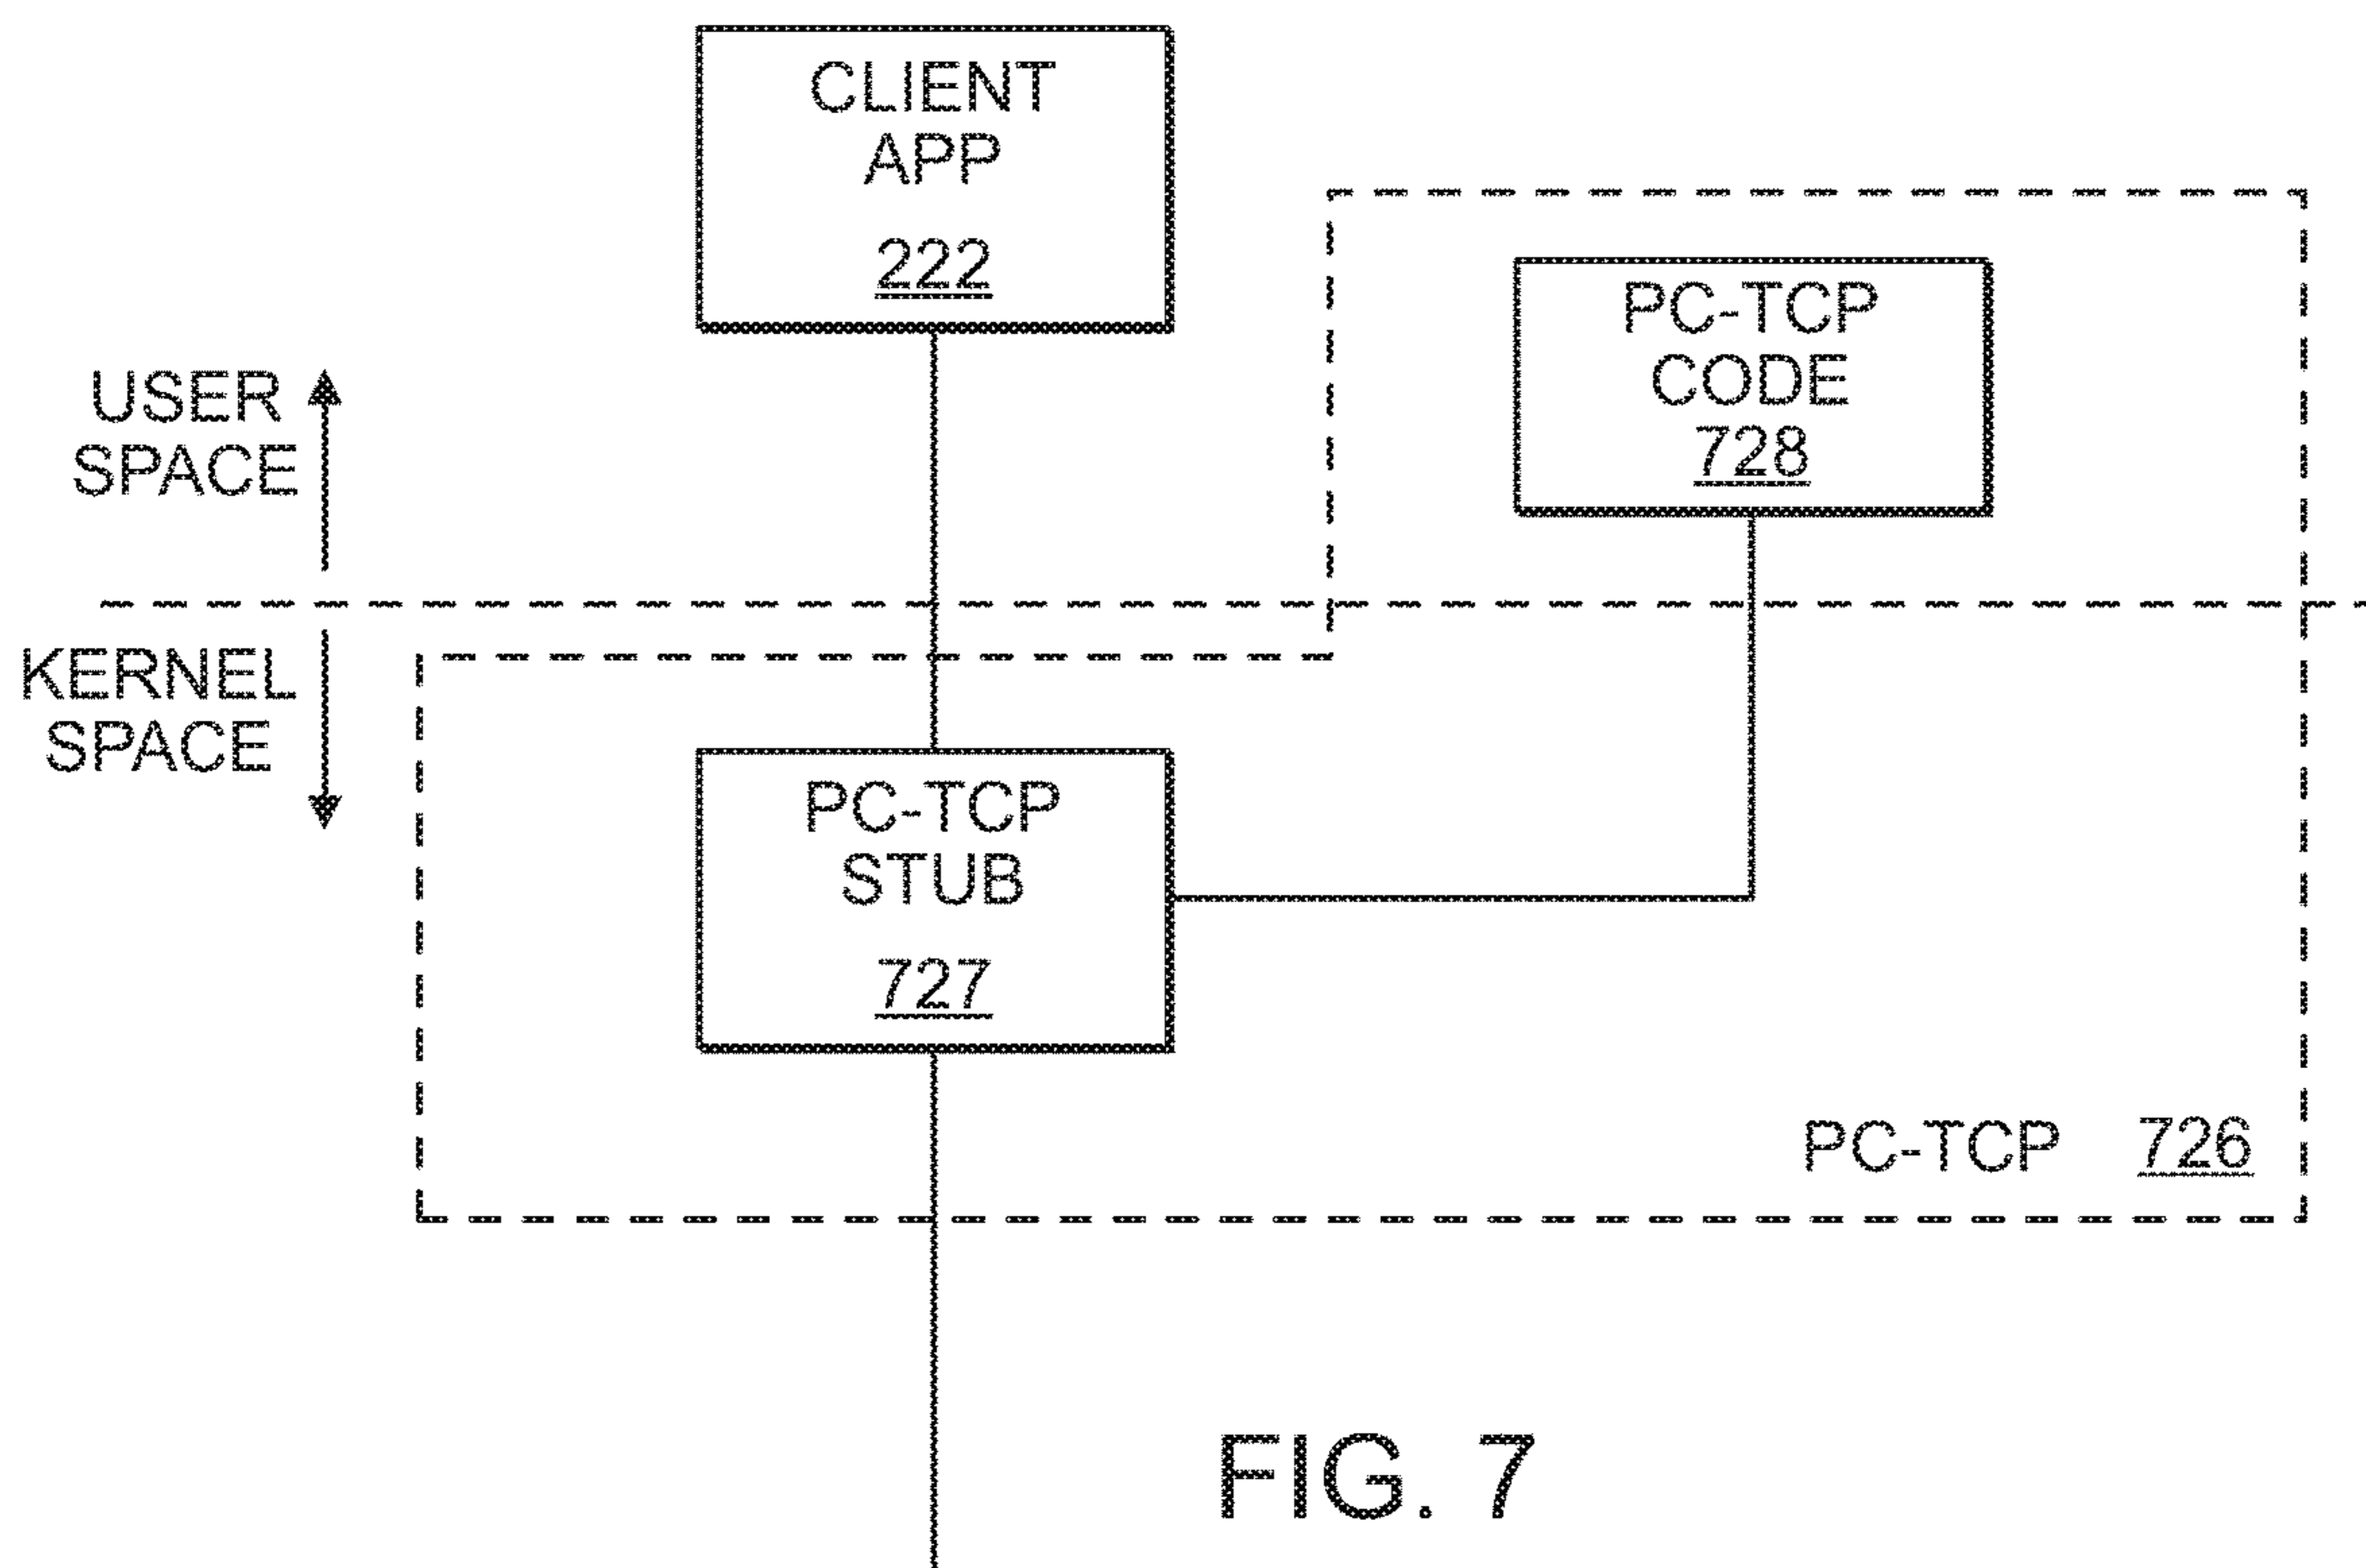 CLIENT
APP
222
PC-TCP
CODE
728
USER
SPACE
KERNEL
SPACE
PC-TCP
STUB
727
PC-TCP 726
FIG. 7